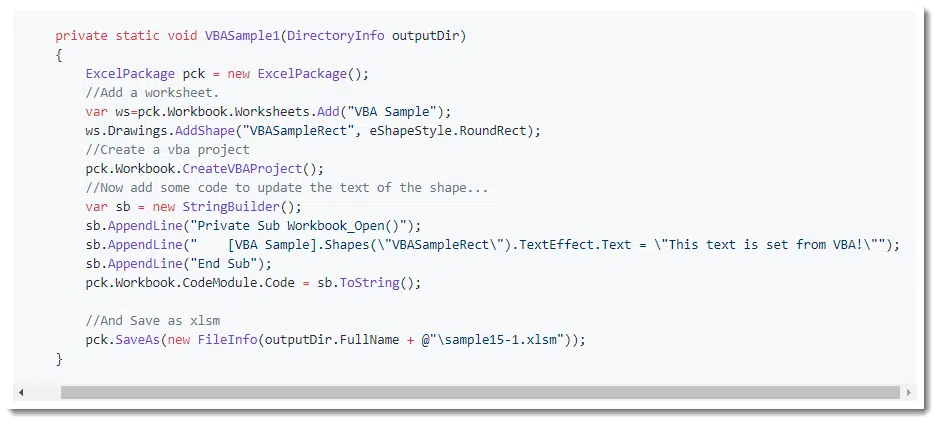 private static void VBASample1(DirectoryInfo outputDir)
{
    ExcelPackage pck = new ExcelPackage();
    //Add a worksheet.
    var ws=pck.Workbook.Worksheets.Add("VBA Sample");
    ws.Drawings.AddShape("VBASampleRect", eShapeStyle.RoundRect);
    //Create a vba project
    pck.Workbook.CreateVBAProject();
    //Now add some code to update the text of the shape...
    var sb = new StringBuilder();
    sb.AppendLine("Private Sub Workbook_Open()");
    sb.AppendLine("    [VBA Sample].Shapes(\"VBASampleRect\").TextEffect.Text = \"This text is set from VBA!\"");
    sb.AppendLine("End Sub");
    pck.Workbook.CodeModule.Code = sb.ToString();

    //And Save as xlsm
    pck.SaveAs(new FileInfo(outputDir.FullName + @"\sample15-1.xlsm"));
}